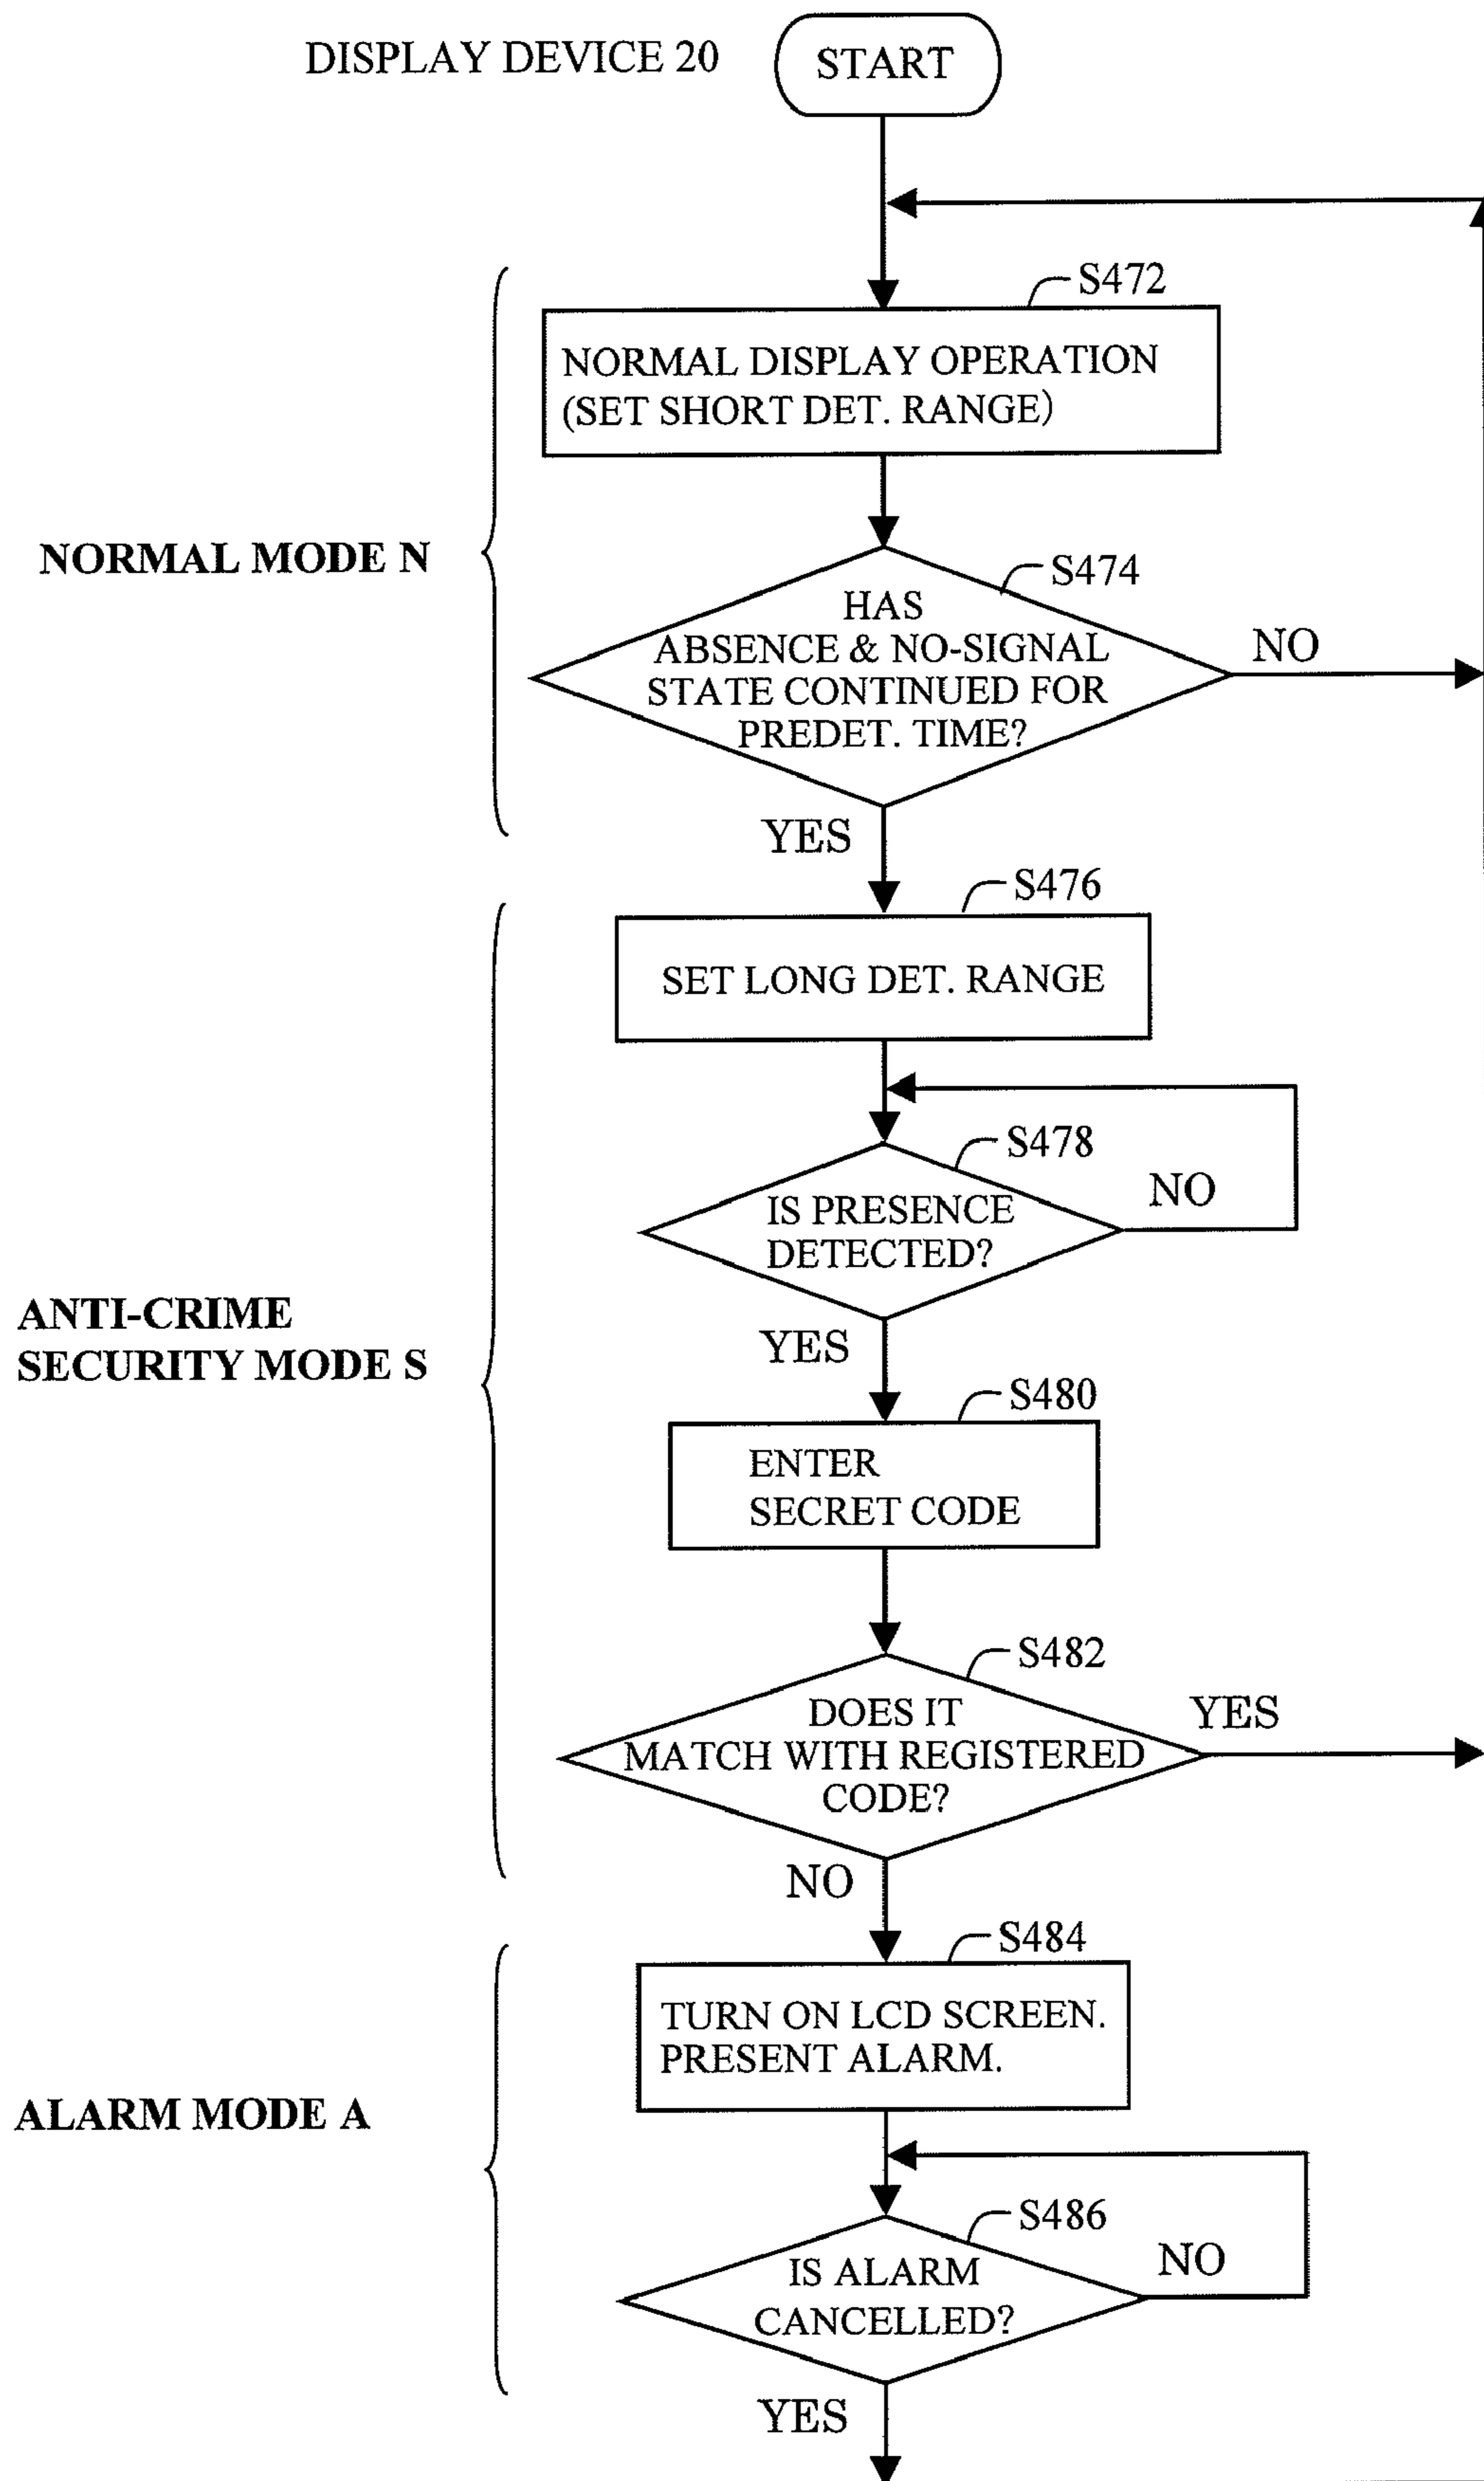 DISPLAY DEVICE 20
START
S472
NORMAL DISPLAY OPERATION
(SET SHORT DET. RANGE)
NORMAL MODE N
S474
HAS
ABSENCE & NO-SIGNAL
STATE CONTINUED FOR
PREDET. TIME?
NO
YES
S476
SET LONG DET. RANGE
S478
IS PRESENCE
DETECTED?
NO
YES
ANTI-CRIME
SECURITY MODE S
S480
ENTER
SECRET CODE
S482
DOES IT
MATCH WITH REGISTERED
CODE?
YES
NO
S484
TURN ON LCD SCREEN.
PRESENT ALARM.
ALARM MODE A
S486
IS ALARM
CANCELLED?
NO
YES